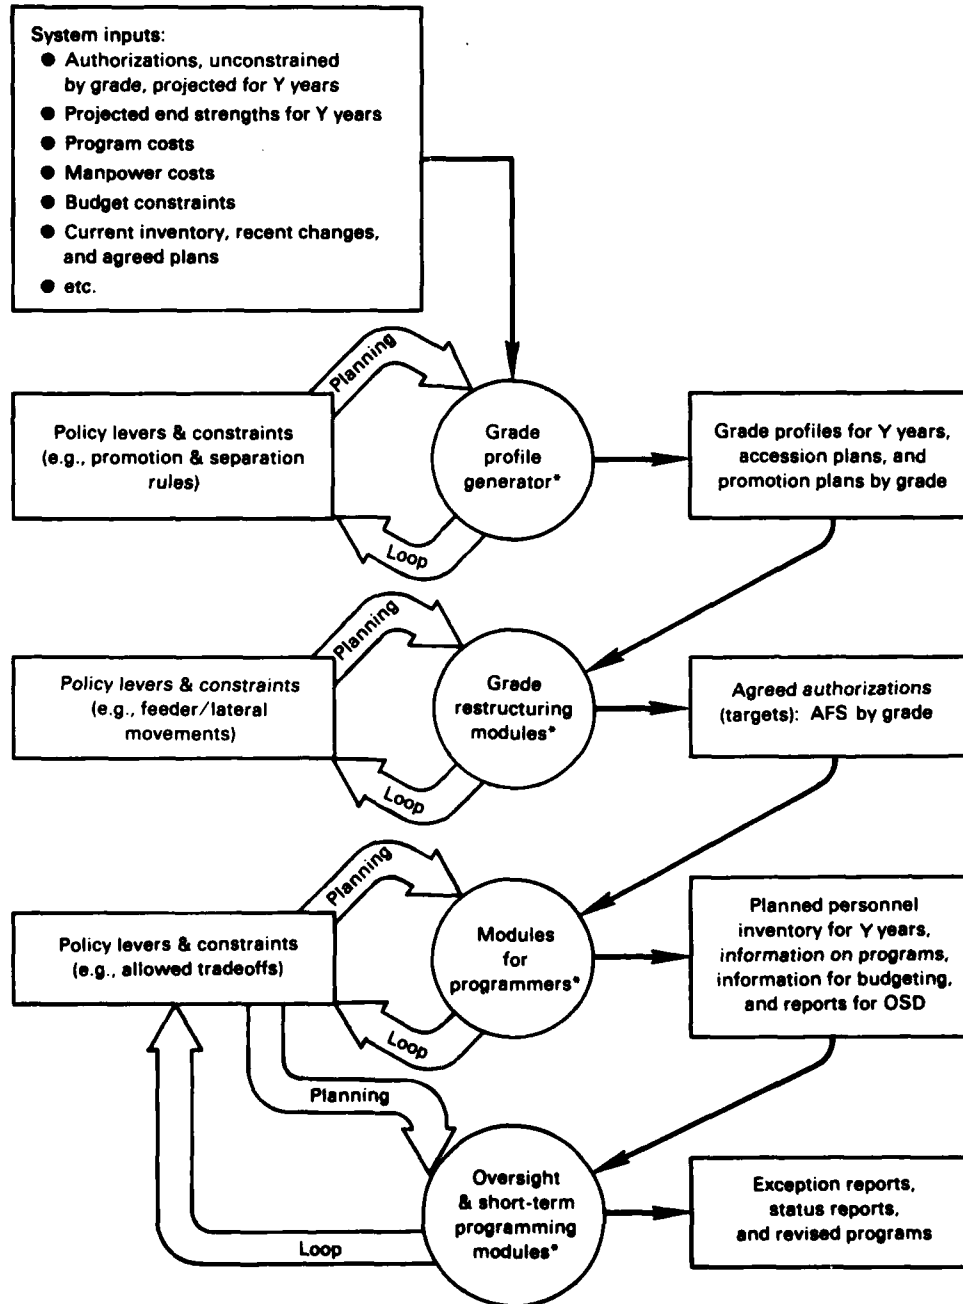 System inputs:
● Authorizations, unconstrained
by grade, projected for Y years
● Projected end strengths for Y years
● Program costs
● Manpower costs
● Budget constraints
● Current inventory, recent changes,
and agreed plans
● etc.
Planning
Policy levers & constraints
(e.g., promotion & separation
rules)
Loop
Grade
profile
generator*
Grade profiles for Y years,
accession plans, and
promotion plans by grade
Planning
Policy levers & constraints
(e.g., feeder/lateral
movements)
Loop
Grade
restructuring
modules*
Agreed authorizations
(targets): AFS by grade
Planning
Policy levers & constraints
(e.g., allowed tradeoffs)
Loop
Modules
for
programmers*
Planned personnel
inventory for Y years,
information on programs,
information for budgeting,
and reports for OSD
Planning
Loop
Oversight
& short-term
programming
modules*
Exception reports,
status reports,
and revised programs